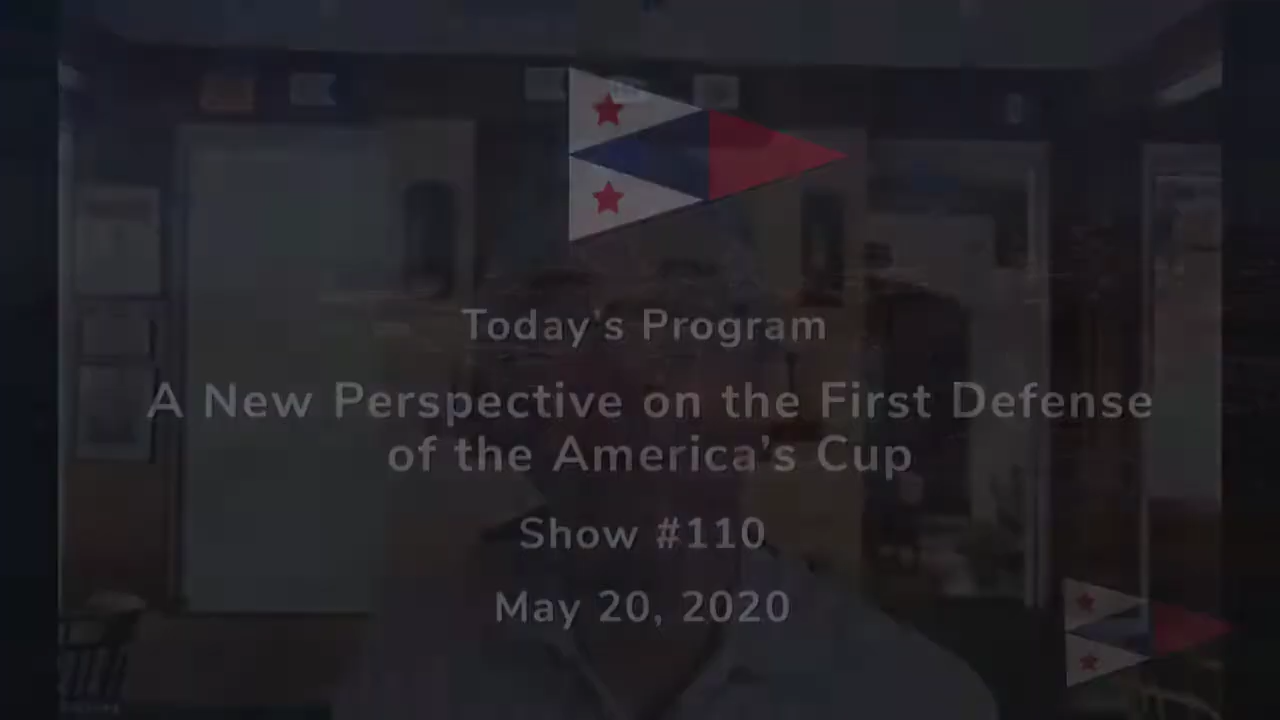 Today's Program
A New Perspective on the First Defense
of the America's Cup
Show #110
May 20, 2020